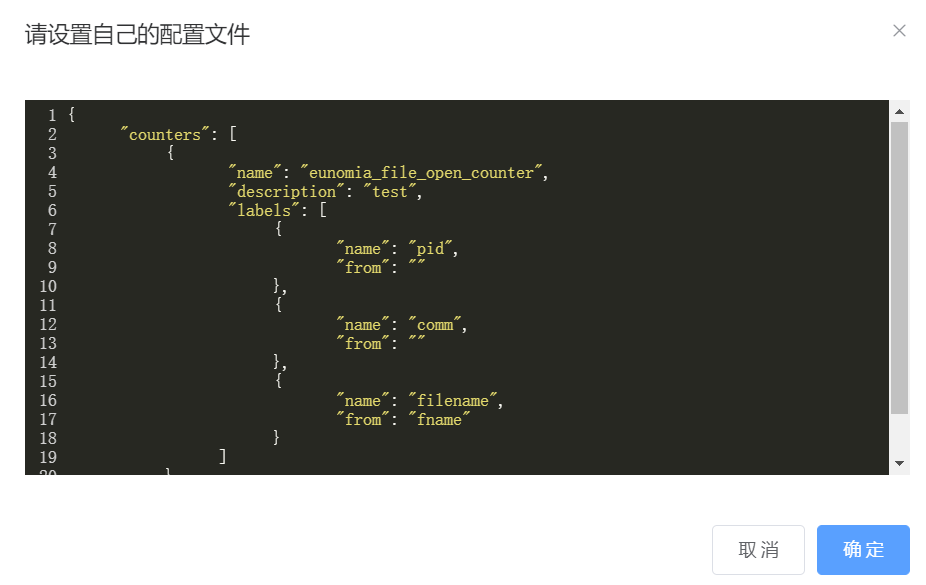 请设置自己的配置文件
1 {
2 "counters": [
3 {
4 "name": "eunomia_file_open_counter",
5 "description": "test",
6 "labels": [
7 {
8 "name": "pid",
9 "from": ""
10 },
11 {
12 "name": "comm",
13 "from": ""
14 },
15 {
16 "name": "filename",
17 "from": "fname"
18 }
19 ]
20 }
取消 确定